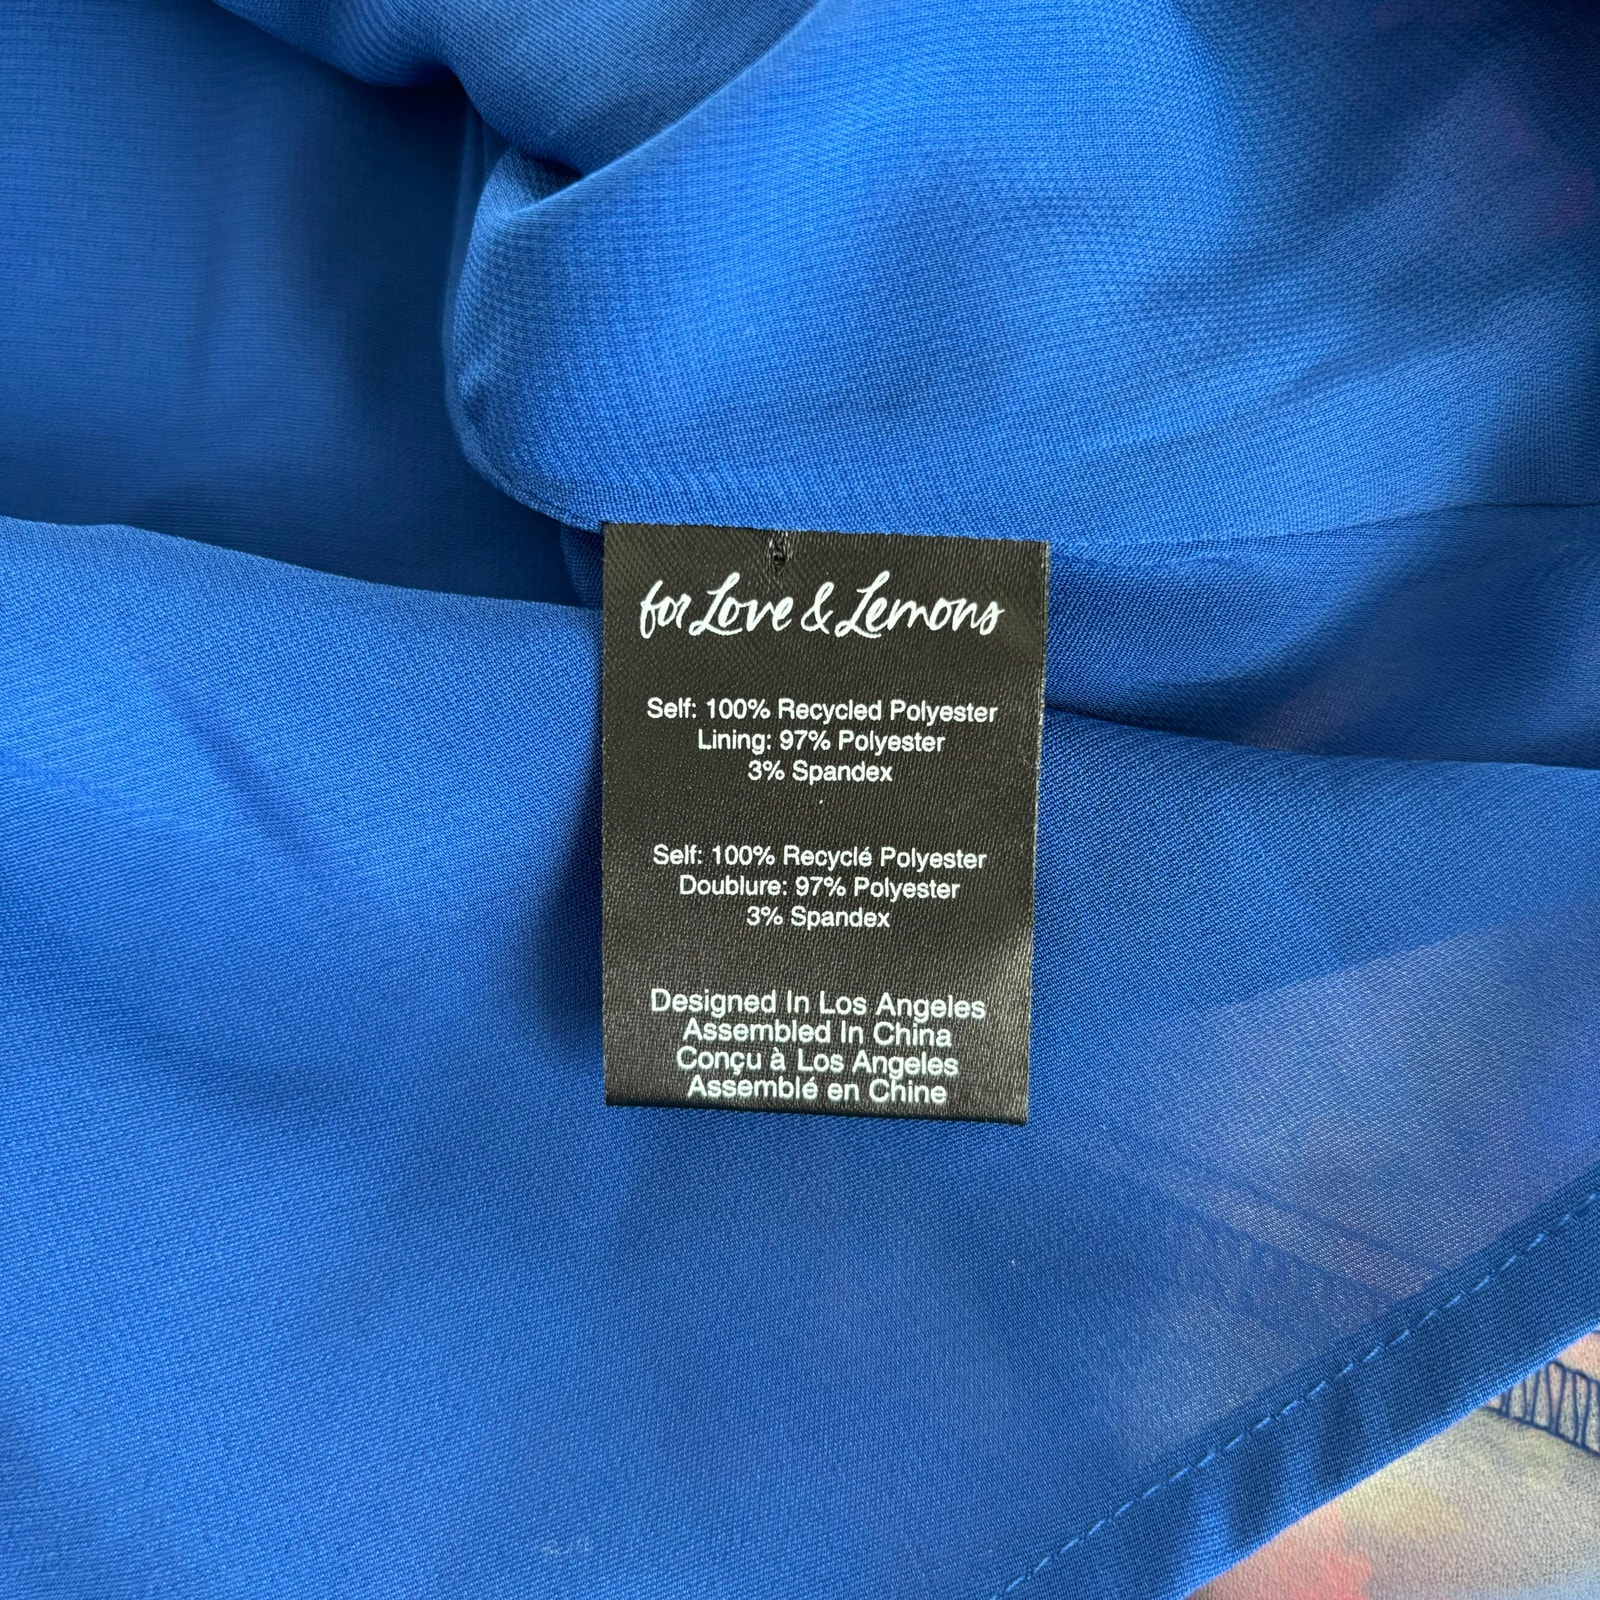 for Love & Lemons
Self: 100% Recycled Polyester
Lining: 97% Polyester
3% Spandex
Self: 100% Recyclé Polyester
Doublure: 97% Polyester
3% Spandex
Designed In Los Angeles
Assembled In China
Conçu à Los Angeles
Assemblé en Chine